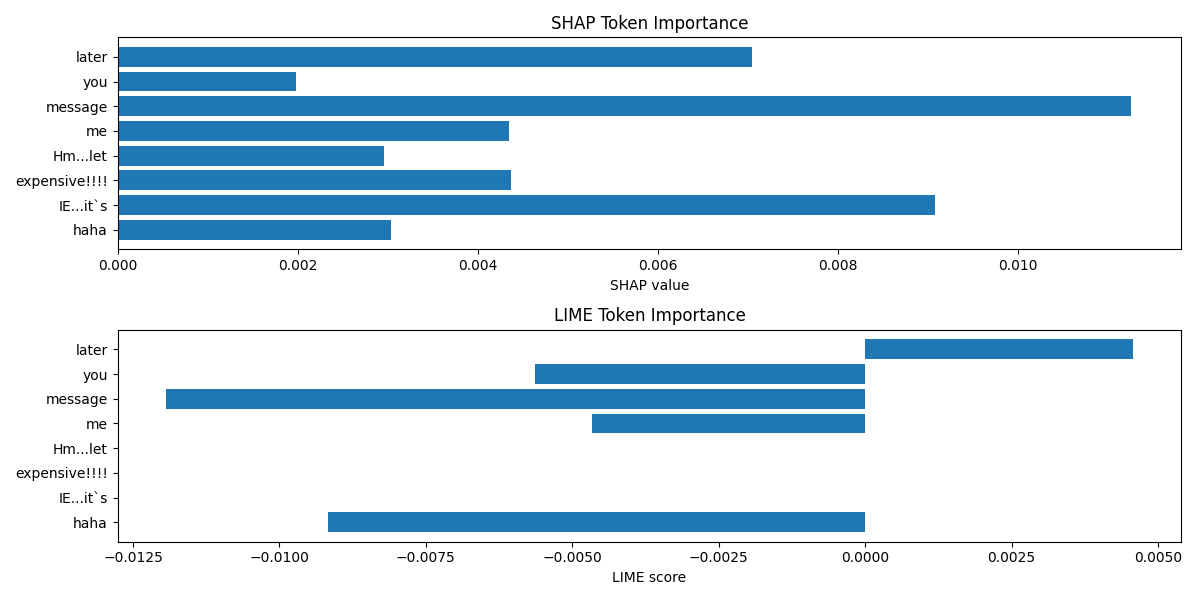 SHAP Token Importance
later
you
message
me
Hm...let
expensive!!!!
IE...it`s
haha
0.000 0.002 0.004 0.006 0.008 0.010
SHAP value
LIME Token Importance
later
you
message
me
Hm...let
expensive!!!!
IE...it`s
haha
−0.0125 −0.0100 −0.0075 −0.0050 −0.0025 0.0000 0.0025 0.0050
LIME score